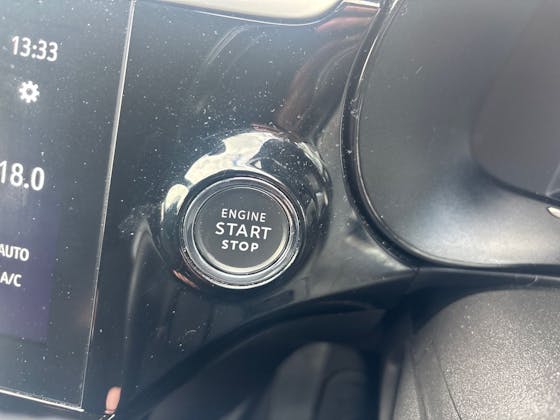 13:33
18.0
AUTO
A/C
ENGINE
START
STOP